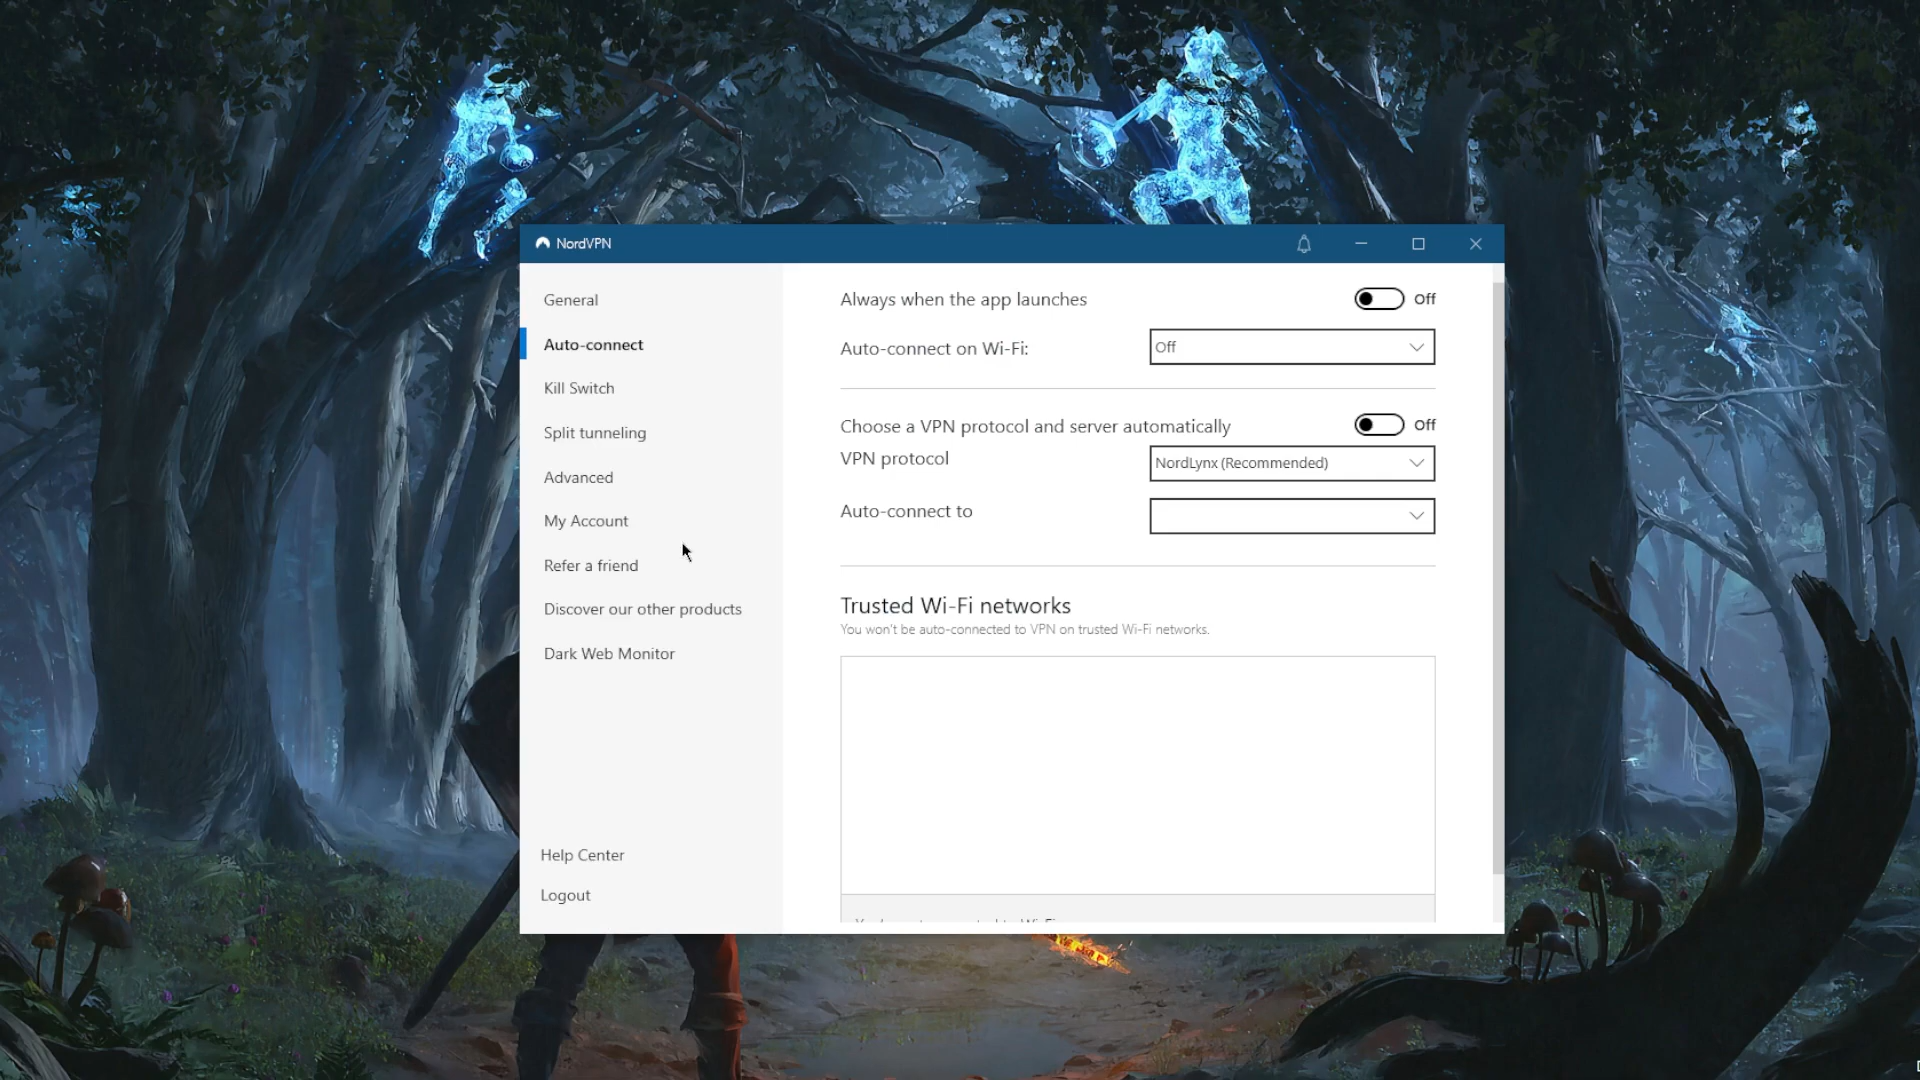 NordVPN
General
Auto-connect
Kill Switch
Split tunneling
Advanced
My Account
Refer a friend
Discover our other products
Dark Web Monitor
Help Center
Logout
Always when the app launches Off
Auto-connect on Wi-Fi: Off
Choose a VPN protocol and server automatically Off
VPN protocol NordLynx (Recommended)
Auto-connect to
Trusted Wi-Fi networks
You won't be auto-connected to VPN on trusted Wi-Fi networks.